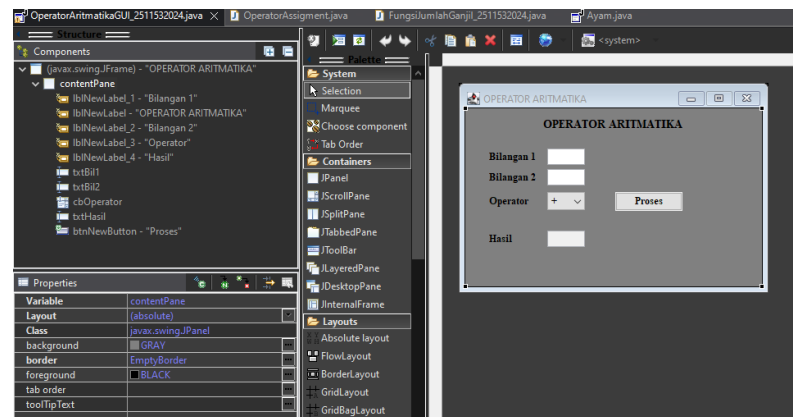 OperatorAritmatikaGUI_2511532024.java
OperatorAssigment.java
FungsiJumlahGanjil_2511532024.java
Ayam.java
Structure
Components
(javax.swing.JFrame) - "OPERATOR ARITMATIKA"
contentPane
lblNewLabel_1 - "Bilangan 1"
lblNewLabel - "OPERATOR ARITMATIKA"
lblNewLabel_2 - "Bilangan 2"
lblNewLabel_3 - "Operator"
lblNewLabel_4 - "Hasil"
txtBil1
txtBil2
cbOperator
txtHasil
btnNewButton - "Proses"
Properties
Variable contentPane
Layout (absolute)
Class javax.swing.JPanel
background GRAY
border EmptyBorder
foreground BLACK
tab order
toolTipText
<system>
Palette
System
Selection
Marquee
Choose component
Tab Order
Containers
JPanel
JScrollPane
JSplitPane
JTabbedPane
JToolBar
JLayeredPane
JDesktopPane
JInternalFrame
Layouts
Absolute layout
FlowLayout
BorderLayout
GridLayout
GridBagLayout
OPERATOR ARITMATIKA
OPERATOR ARITMATIKA
Bilangan 1
Bilangan 2
Operator + Proses
Hasil